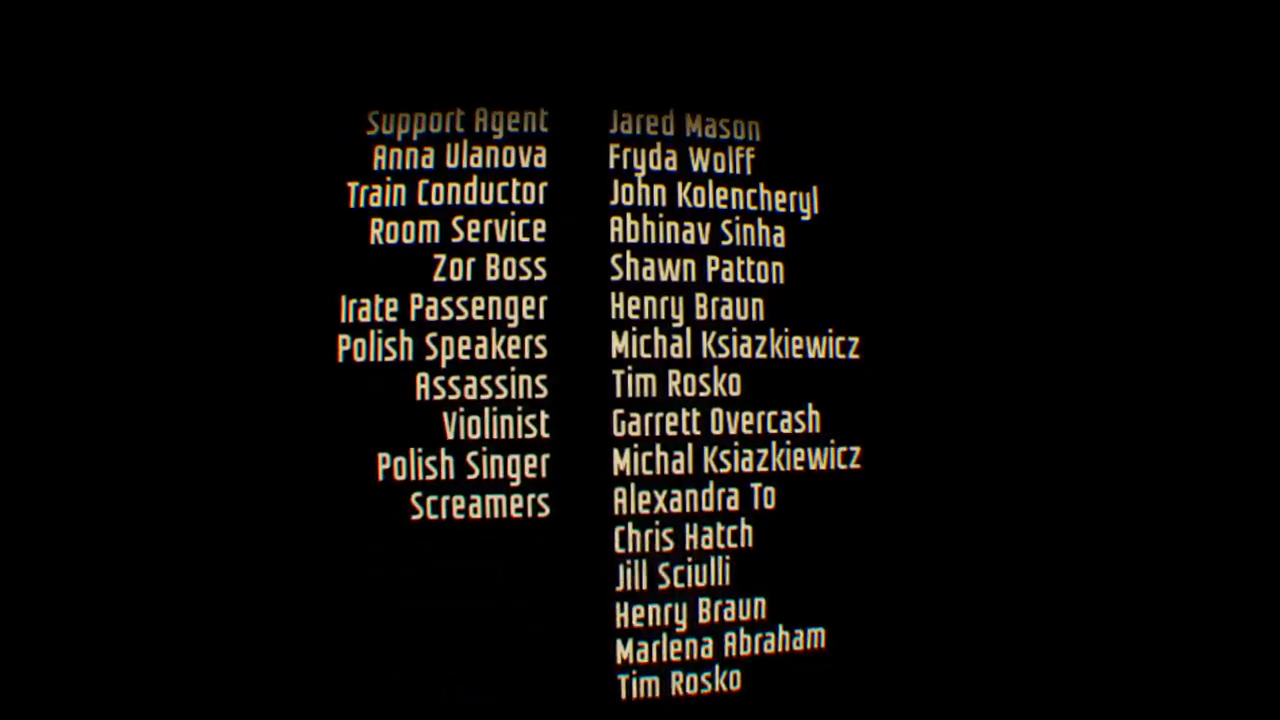 Support Agent Jared Mason
Anna Ulanova Fryda Wolff
Train Conductor John Kolencheryl
Room Service Abhinav Sinha
Zor Boss Shawn Patton
Irate Passenger Henry Braun
Polish Speakers Michal Ksiazkiewicz
Assassins Tim Rosko
Violinist Garrett Overcash
Polish Singer Michal Ksiazkiewicz
Screamers Alexandra To
Chris Hatch
Jill Sciulli
Henry Braun
Marlena Abraham
Tim Rosko